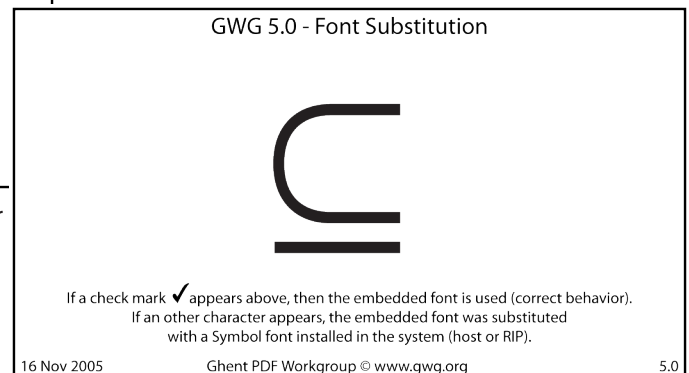 GWG 5.0 - Font Substitution
⊆
If a check mark ✔ appears above, then the embedded font is used (correct behavior).
If an other character appears, the embedded font was substituted
with a Symbol font installed in the system (host or RIP).
16 Nov 2005 Ghent PDF Workgroup © www.gwg.org 5.0